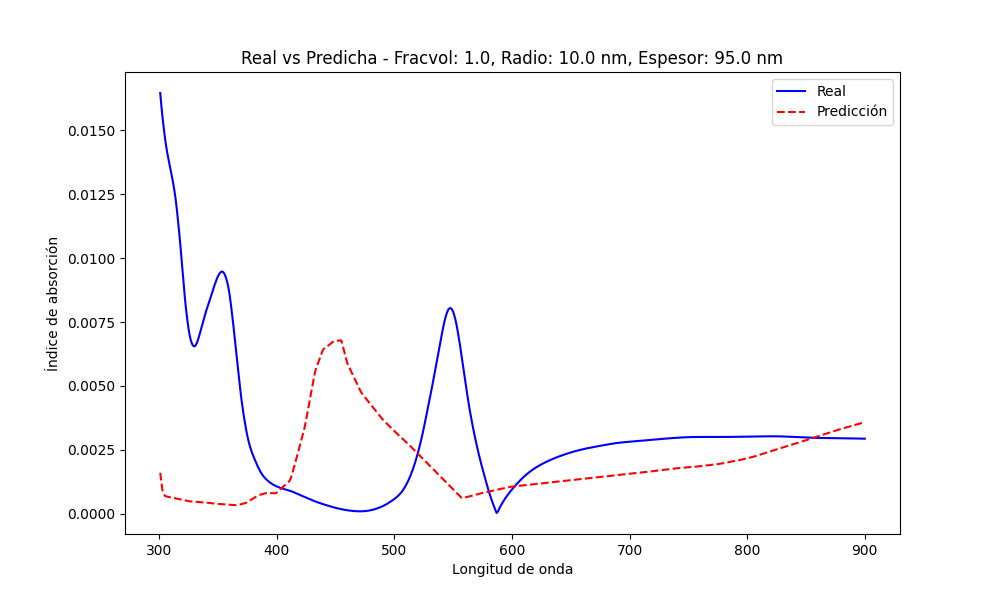 Real vs Predicha - Fracvol: 1.0, Radio: 10.0 nm, Espesor: 95.0 nm
Real
Predicción
0.0150
0.0125
0.0100
0.0075
0.0050
0.0025
0.0000
Índice de absorción
300 400 500 600 700 800 900
Longitud de onda